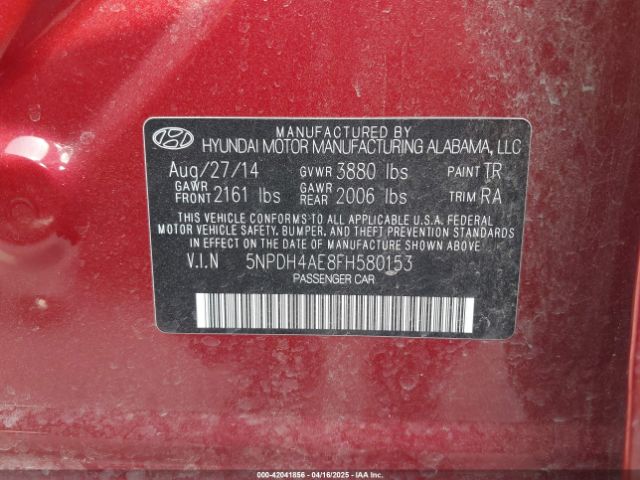 MANUFACTURED BY
HYUNDAI MOTOR MANUFACTURING ALABAMA, LLC
Aug/27/14 GVWR 3880 lbs PAINT TR
GAWR FRONT 2161 lbs GAWR REAR 2006 lbs TRIM RA
THIS VEHICLE CONFORMS TO ALL APPLICABLE U.S.A. FEDERAL
MOTOR VEHICLE SAFETY, BUMPER, AND THEFT PREVENTION
STANDARDS IN EFFECT ON THE DATE OF MANUFACTURE SHOWN ABOVE.
V.I.N 5NPDH4AE8FH580153
PASSENGER CAR
000-42041856 - 04/16/2025 - IAA Inc.